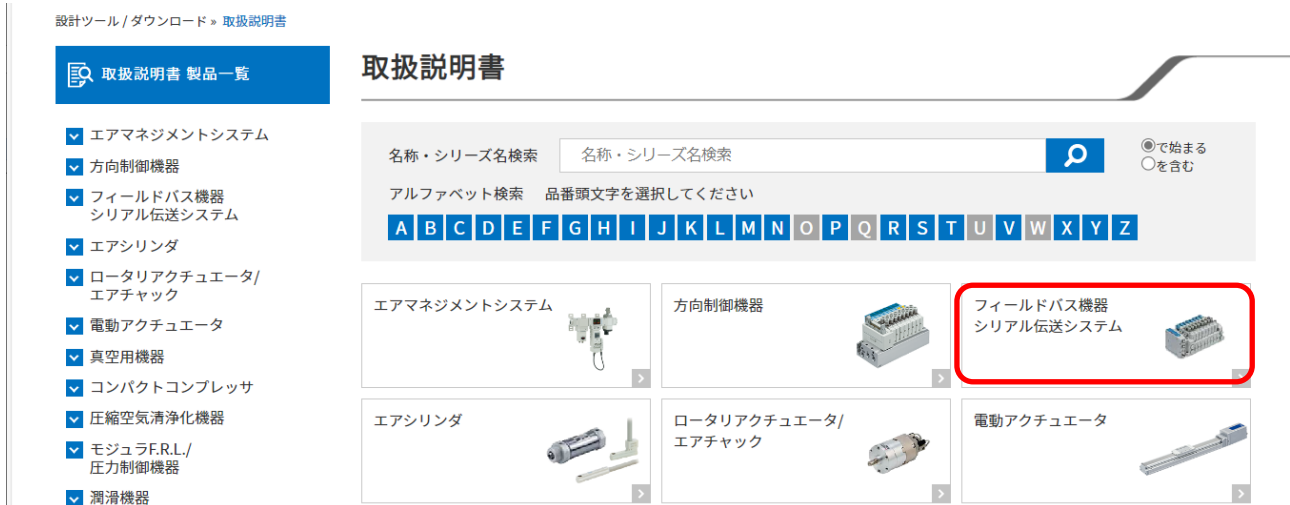 設計ツール / ダウンロード » 取扱説明書
取扱説明書 製品一覧
エアマネジメントシステム
方向制御機器
フィールドバス機器
シリアル伝送システム
エアシリンダ
ロータリアクチュエータ/
エアチャック
電動アクチュエータ
真空用機器
コンパクトコンプレッサ
圧縮空気清浄化機器
モジュラF.R.L./
圧力制御機器
潤滑機器
取扱説明書
名称・シリーズ名検索 名称・シリーズ名検索
で始まる
を含む
アルファベット検索 品番頭文字を選択してください
A B C D E F G H I J K L M N O P Q R S T U V W X Y Z
エアマネジメントシステム
方向制御機器
フィールドバス機器
シリアル伝送システム
エアシリンダ
ロータリアクチュエータ/
エアチャック
電動アクチュエータ